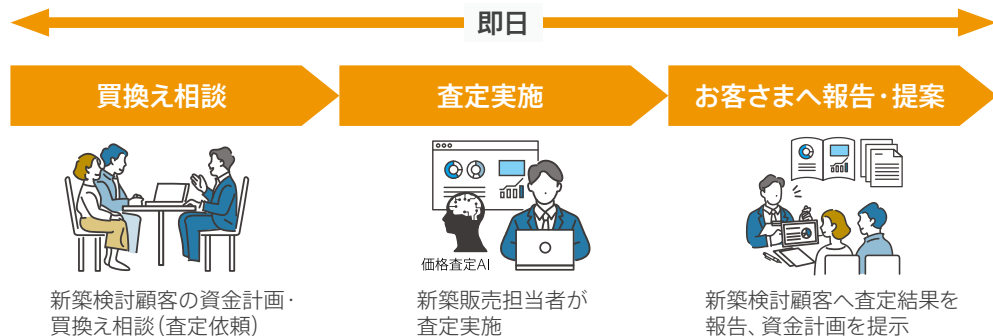 即日
買換え相談
査定実施
お客さまへ報告・提案
価格査定AI
新築検討顧客の資金計画・
買換え相談(査定依頼)
新築販売担当者が
査定実施
新築検討顧客へ査定結果を
報告、資金計画を提示